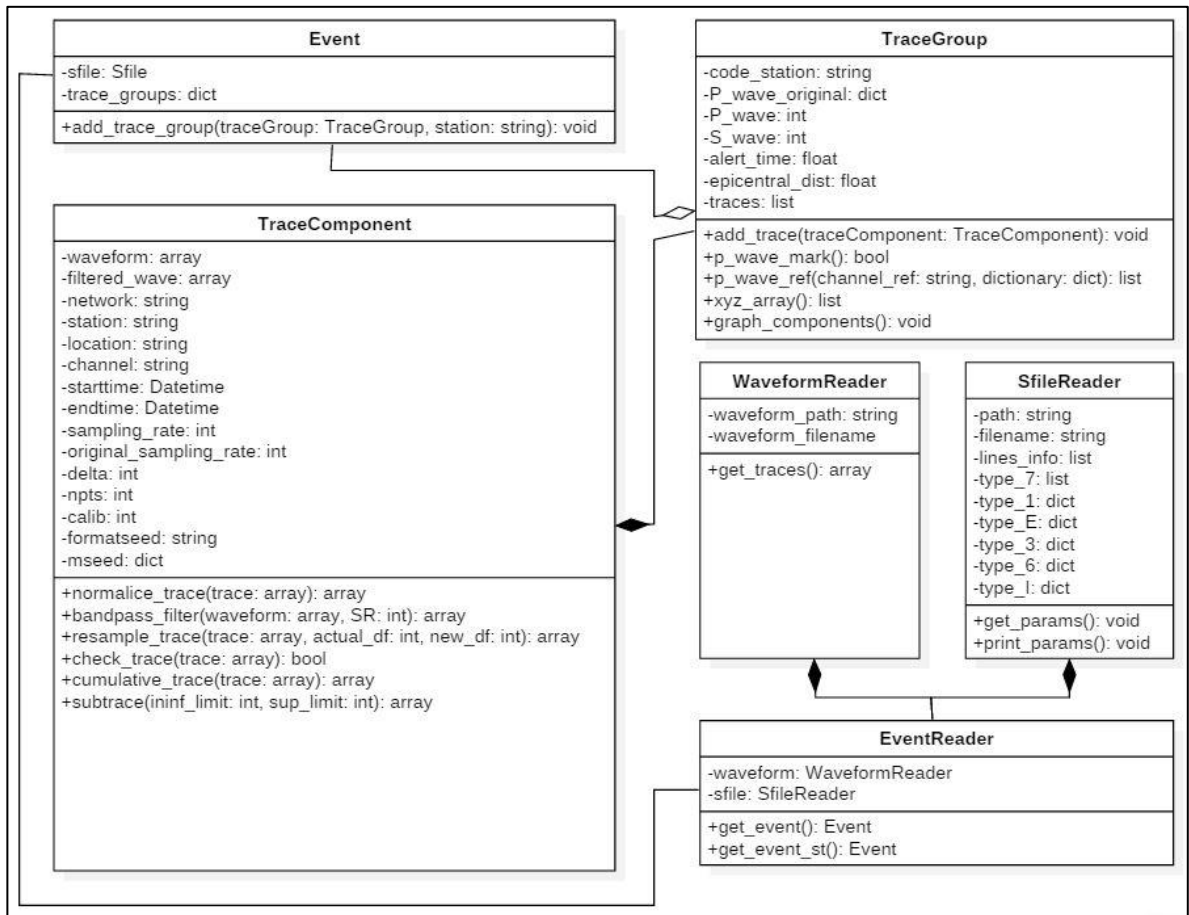 Event
-sfile: Sfile
-trace_groups: dict
+add_trace_group(traceGroup: TraceGroup, station: string): void
TraceGroup
-code_station: string
-P_wave_original: dict
-P_wave: int
-S_wave: int
-alert_time: float
-epicentral_dist: float
-traces: list
+add_trace(traceComponent: TraceComponent): void
+p_wave_mark(): bool
+p_wave_ref(channel_ref: string, dictionary: dict): list
+xyz_array(): list
+graph_components(): void
TraceComponent
-waveform: array
-filtered_wave: array
-network: string
-station: string
-location: string
-channel: string
-starttime: Datetime
-endtime: Datetime
-sampling_rate: int
-original_sampling_rate: int
-delta: int
-npts: int
-calib: int
-formatseed: string
-mseed: dict
+normalice_trace(trace: array): array
+bandpass_filter(waveform: array, SR: int): array
+resample_trace(trace: array, actual_df: int, new_df: int): array
+check_trace(trace: array): bool
+cumulative_trace(trace: array): array
+subtrace(ininf_limit: int, sup_limit: int): array
WaveformReader
-waveform_path: string
-waveform_filename
+get_traces(): array
SfileReader
-path: string
-filename: string
-lines_info: list
-type_7: list
-type_1: dict
-type_E: dict
-type_3: dict
-type_6: dict
-type_I: dict
+get_params(): void
+print_params(): void
EventReader
-waveform: WaveformReader
-sfile: SfileReader
+get_event(): Event
+get_event_st(): Event